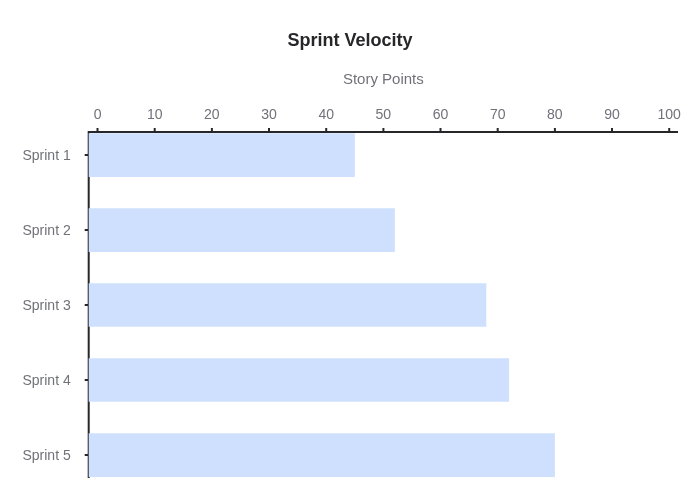 Sprint Velocity
Story Points
0 10 20 30 40 50 60 70 80 90 100
Sprint 1
Sprint 2
Sprint 3
Sprint 4
Sprint 5